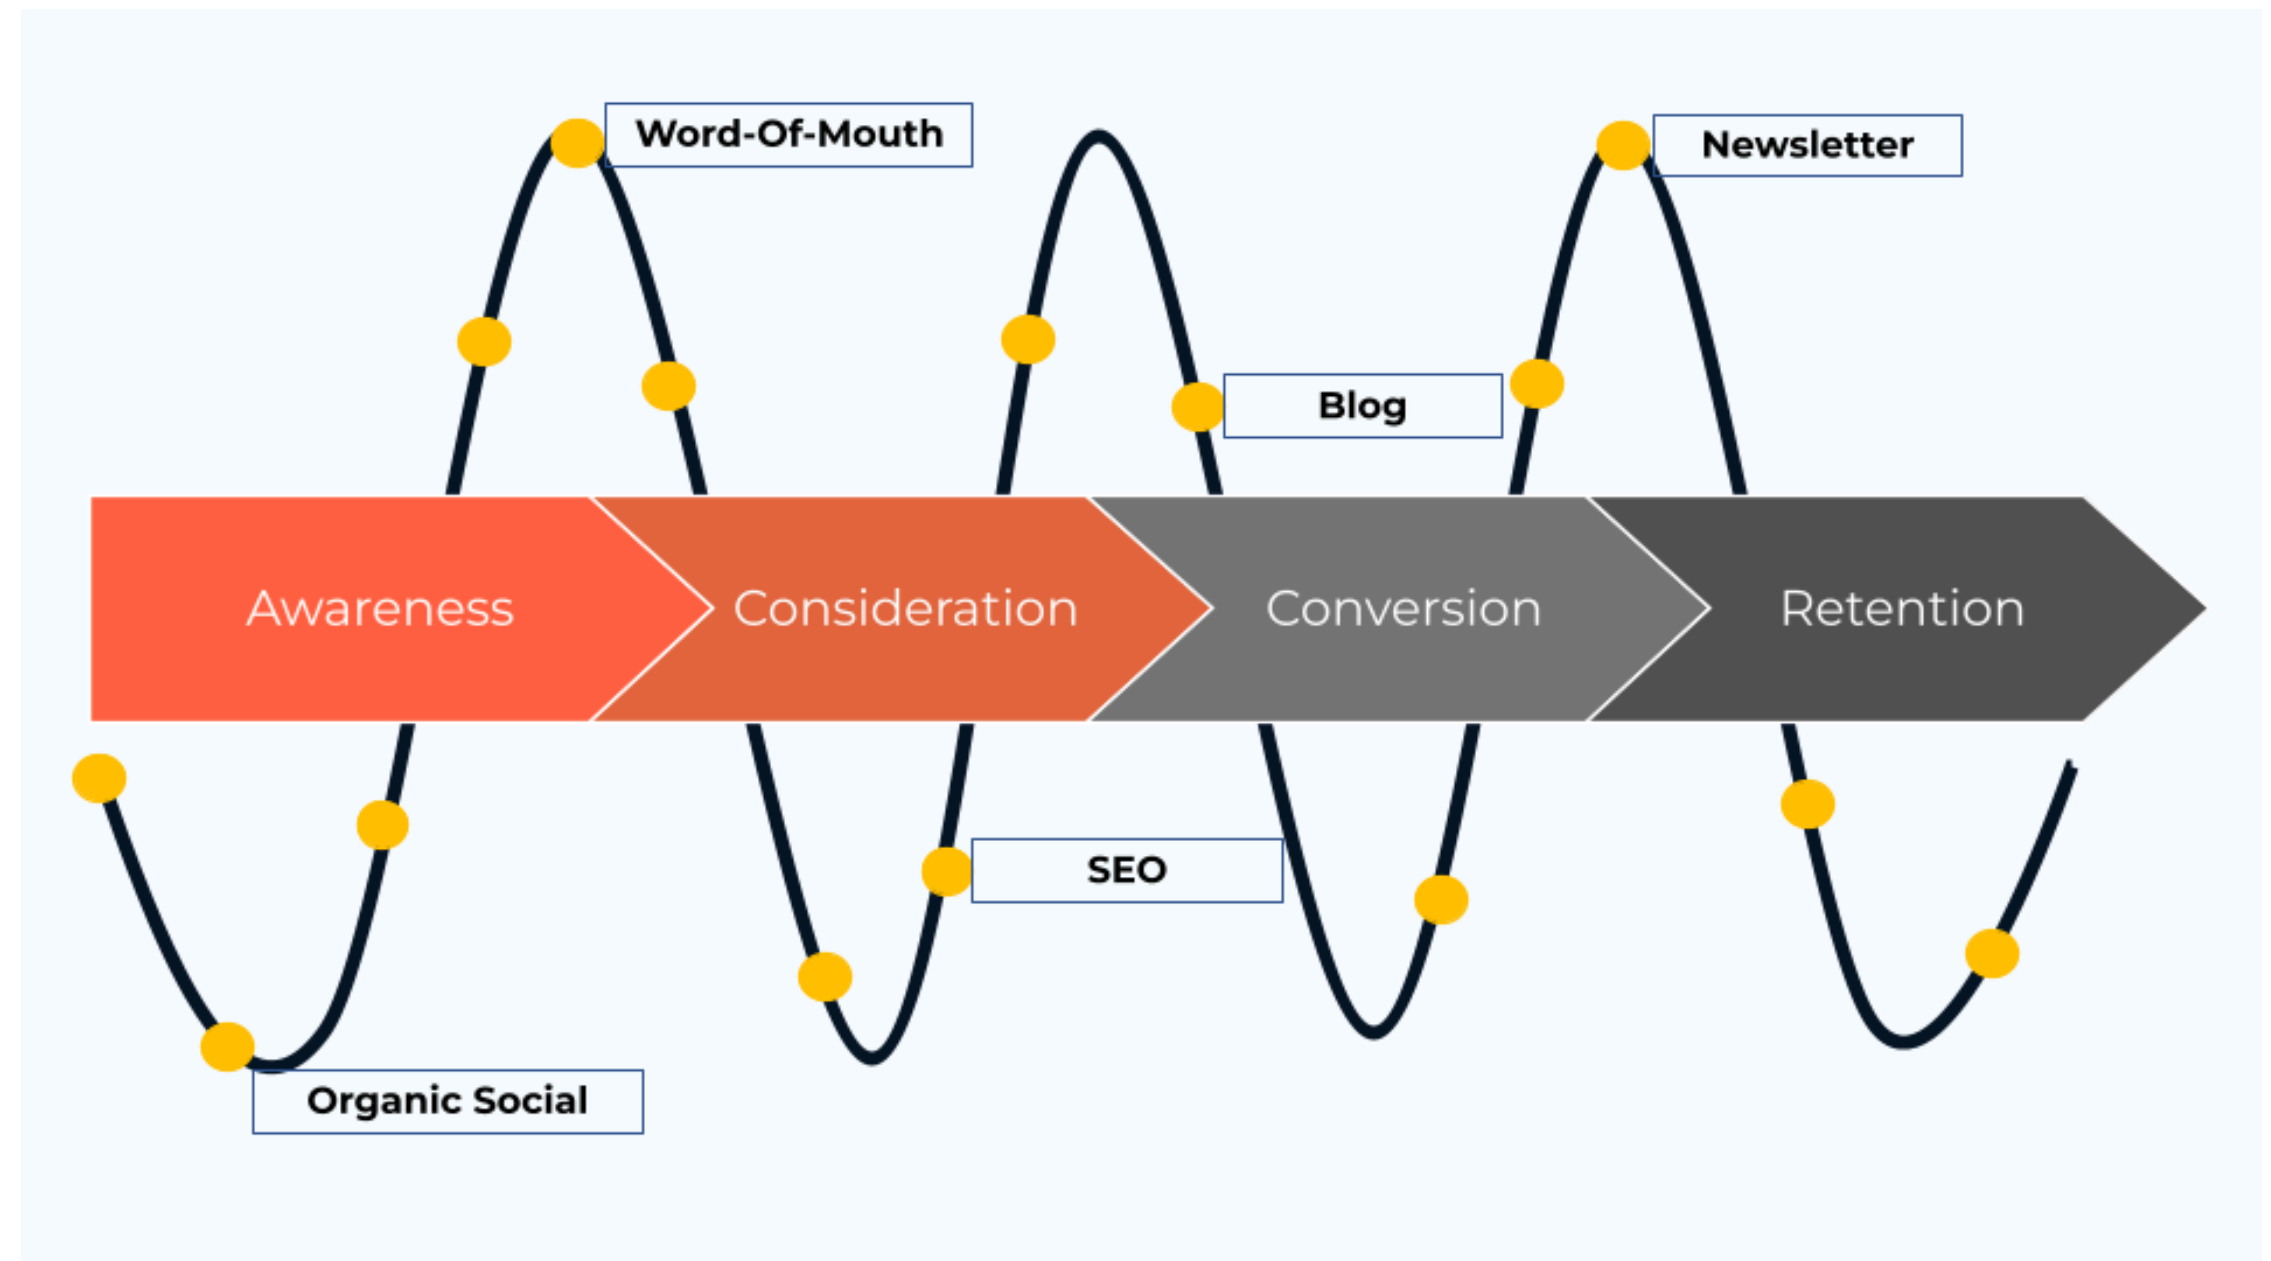 Word-Of-Mouth
Newsletter
Blog
Awareness
Consideration
Conversion
Retention
SEO
Organic Social